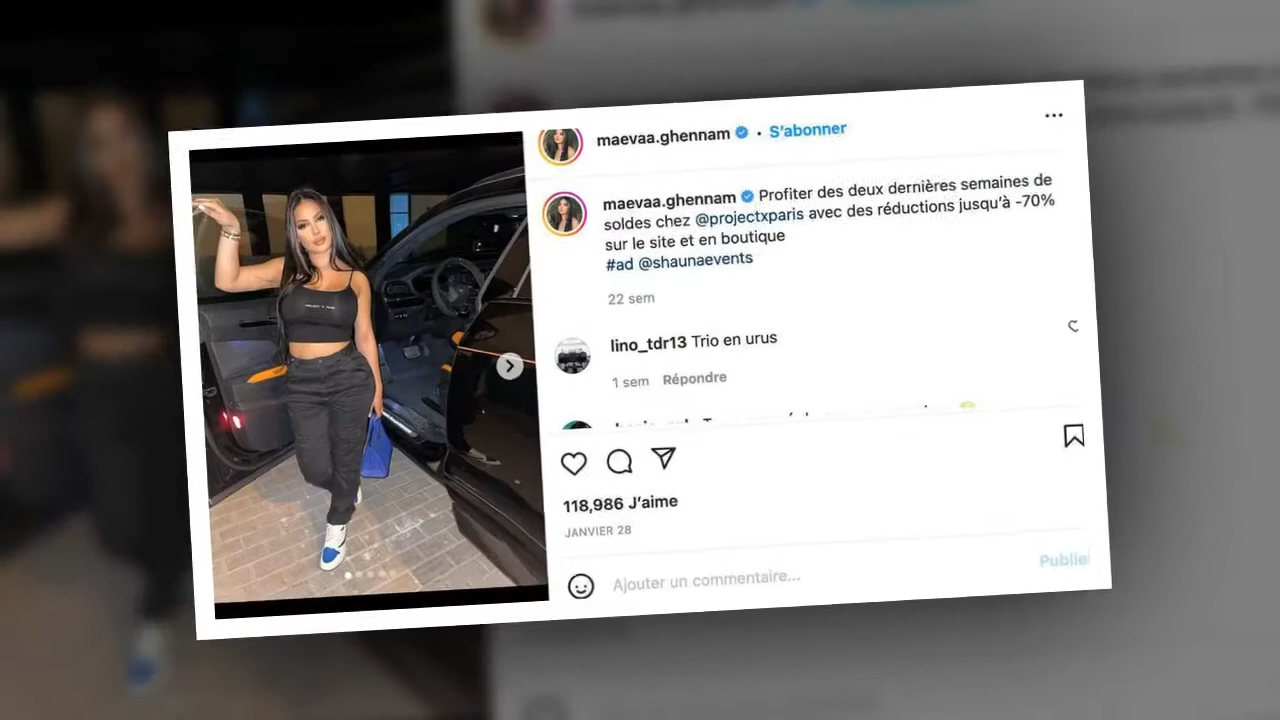 maevaa.ghennam • S'abonner
maevaa.ghennam Profiter des deux dernières semaines de
soldes chez @projectxparis avec des réductions jusqu'à -70%
sur le site et en boutique
#ad @shaunaevents
22 sem
lino_tdr13 Trio en urus
1 sem Répondre
118,986 J'aime
JANVIER 28
Ajouter un commentaire...
Publier